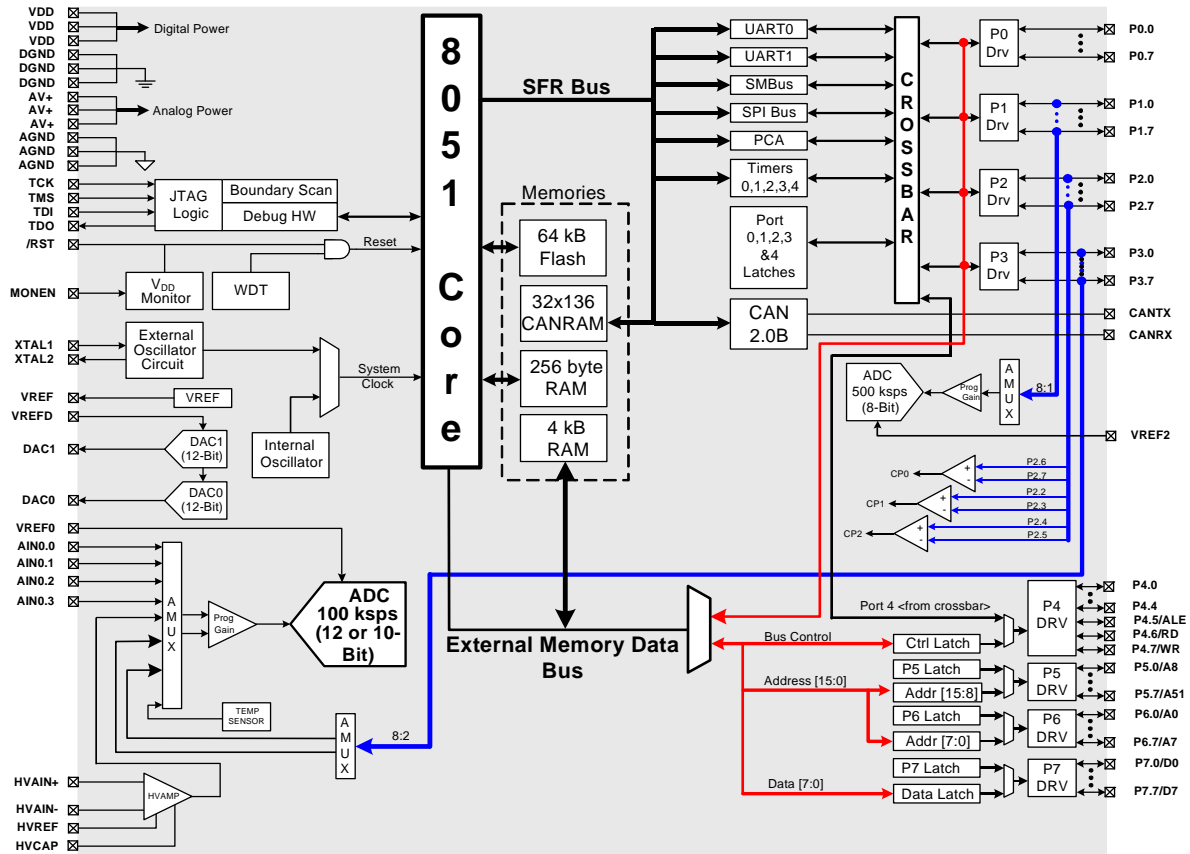 VDD
VDD
VDD
DGND
DGND
DGND
AV+
AV+
AV+
AGND
AGND
AGND
Digital Power
Analog Power
TCK
TMS
TDI
TDO
/RST
MONEN
XTAL1
XTAL2
VREF
VREFD
DAC1
DAC0
VREF0
AIN0.0
AIN0.1
AIN0.2
AIN0.3
HVAIN+
HVAIN-
HVREF
HVCAP
JTAG
Logic
Boundary Scan
Debug HW
Reset
VDD
Monitor
WDT
External
Oscillator
Circuit
System
Clock
VREF
Internal
Oscillator
DAC1
(12-Bit)
DAC0
(12-Bit)
A
M
U
X
Prog
Gain
ADC
100 ksps
(12 or 10-
Bit)
TEMP
SENSOR
HVAMP
A
M
U
X
8:2
8
0
5
1
C
o
r
e
SFR Bus
Memories
64 kB
Flash
32x136
CANRAM
256 byte
RAM
4 kB
RAM
External Memory Data
Bus
UART0
UART1
SMBus
SPI Bus
PCA
Timers
0,1,2,3,4
Port
0,1,2,3
&4
Latches
CAN
2.0B
C
R
O
S
S
B
A
R
P0
Drv
P1
Drv
P2
Drv
P3
Drv
P0.0
P0.7
P1.0
P1.7
P2.0
P2.7
P3.0
P3.7
CANTX
CANRX
ADC
500 ksps
(8-Bit)
Prog
Gain
A
M
U
X
8:1
VREF2
CP0
+
-
P2.6
P2.7
CP1
+
-
P2.2
P2.3
CP2
+
-
P2.4
P2.5
Port 4 <from crossbar>
Bus Control
Ctrl Latch
P4
DRV
P4.0
P4.4
P4.5/ALE
P4.6/RD
P4.7/WR
Address [15:0]
P5 Latch
Addr [15:8]
P5
DRV
P5.0/A8
P5.7/A51
P6 Latch
Addr [7:0]
P6
DRV
P6.0/A0
P6.7/A7
Data [7:0]
P7 Latch
Data Latch
P7
DRV
P7.0/D0
P7.7/D7